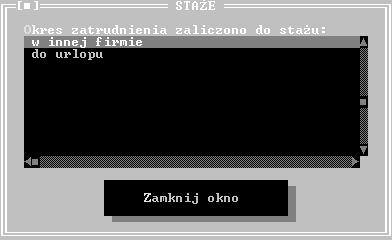 STAŻE
Okres zatrudnienia zaliczono do stażu:
w innej firmie
do urlopu
Zamknij okno